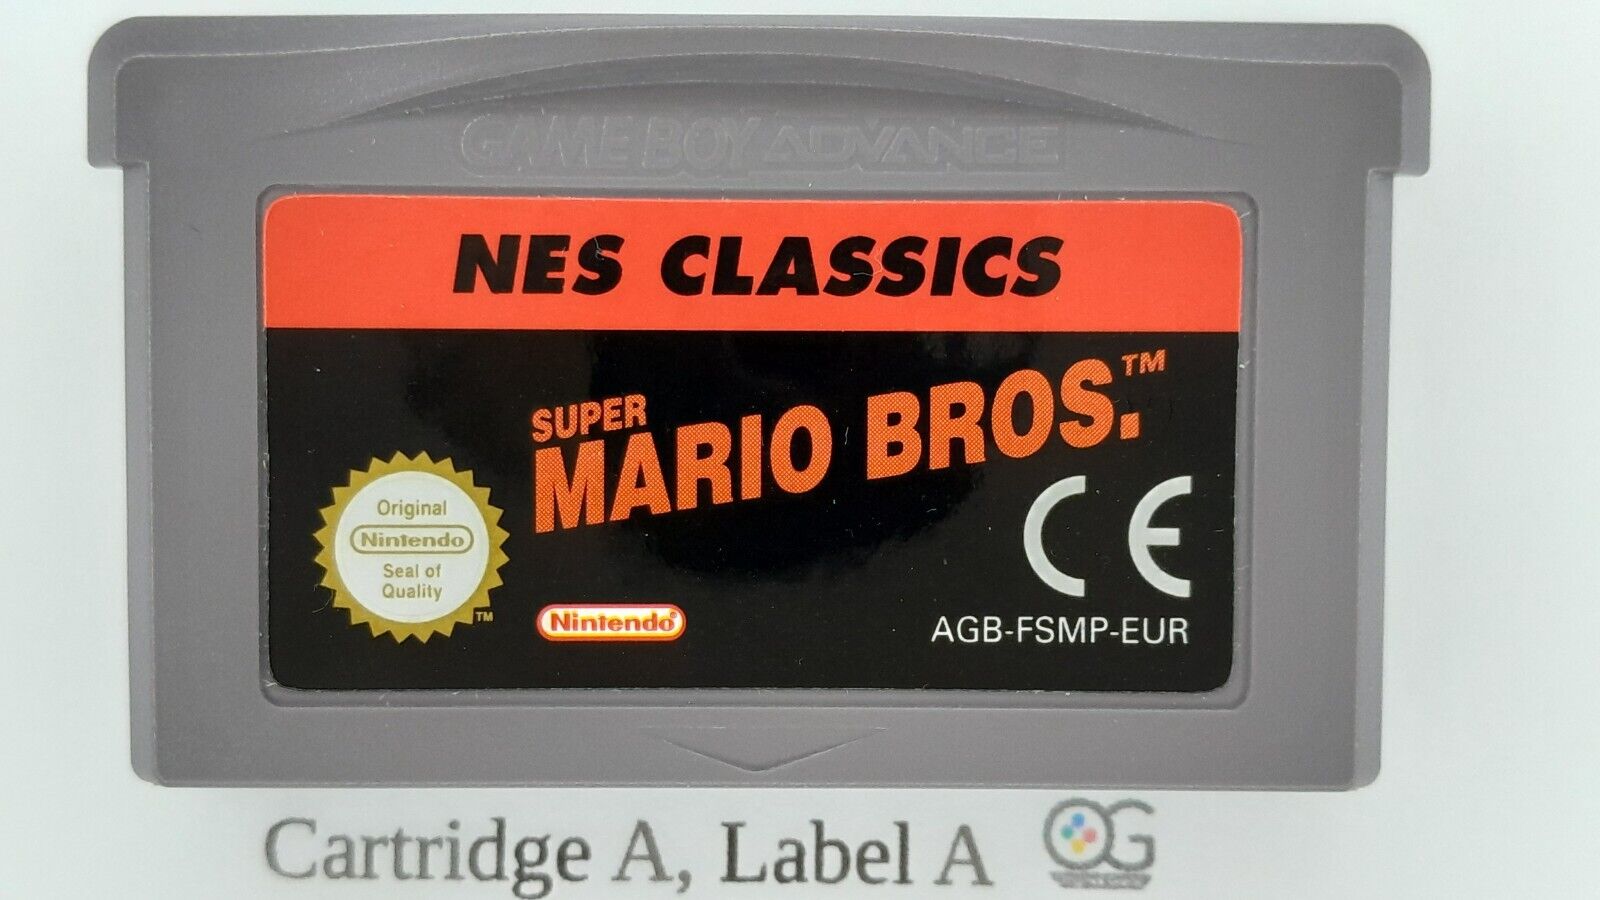 GAME BOY ADVANCE
NES CLASSICS
SUPER
MARIO BROS.™
Original
Nintendo
Seal of
Quality
™
Nintendo®
CE
AGB-FSMP-EUR
Cartridge A, Label A
OG